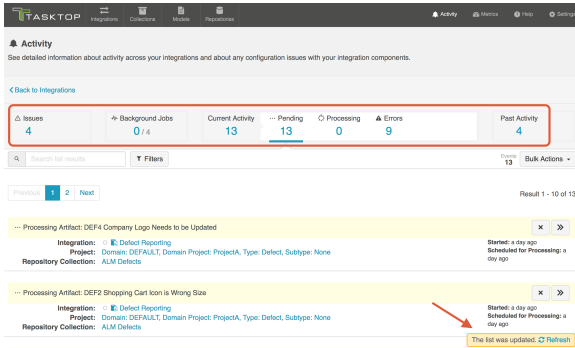 TASKTOP
Integrations
Collections
Models
Repositories
Activity
Metrics
Help
Settings
Activity
See detailed information about activity across your integrations and about any configuration issues with your integration components.
Back to Integrations
Issues
4
Background Jobs
0 / 4
Current Activity
13
Pending
13
Processing
0
Errors
9
Past Activity
4
Search list results
Filters
Events
13
Bulk Actions
Previous 1 2 Next
Result 1 - 10 of 13
Processing Artifact: DEF4 Company Logo Needs to be Updated
Integration: Defect Reporting
Project: Domain: DEFAULT, Domain Project: ProjectA, Type: Defect, Subtype: None
Repository Collection: ALM Defects
Started: a day ago
Scheduled for Processing: a
day ago
Processing Artifact: DEF2 Shopping Cart Icon is Wrong Size
Integration: Defect Reporting
Project: Domain: DEFAULT, Domain Project: ProjectA, Type: Defect, Subtype: None
Repository Collection: ALM Defects
Started: a day ago
Scheduled for Processing: a
day ago
The list was updated. Refresh